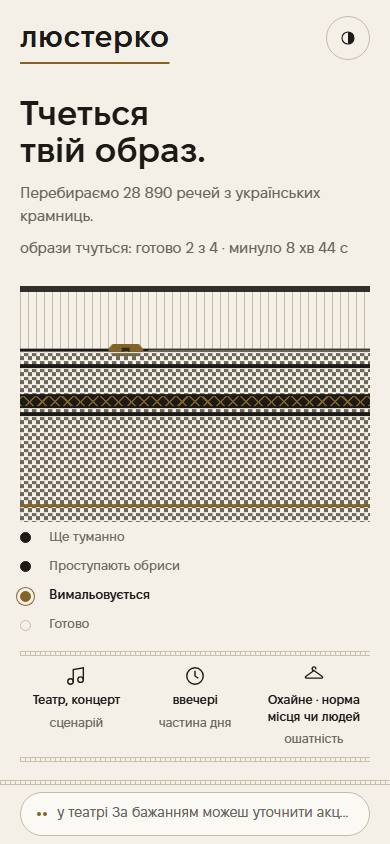 люстерко
Тчеться
твій образ.
Перебираємо 28 890 речей з українських
крамниць.
образи тчуться: готово 2 з 4 · минуло 8 хв 44 с
Ще туманно
Проступають обриси
Вимальовується
Готово
Театр, концерт
сценарій
ввечері
частина дня
Охайне · норма
місця чи людей
ошатність
у театрі За бажанням можеш уточнити акц...